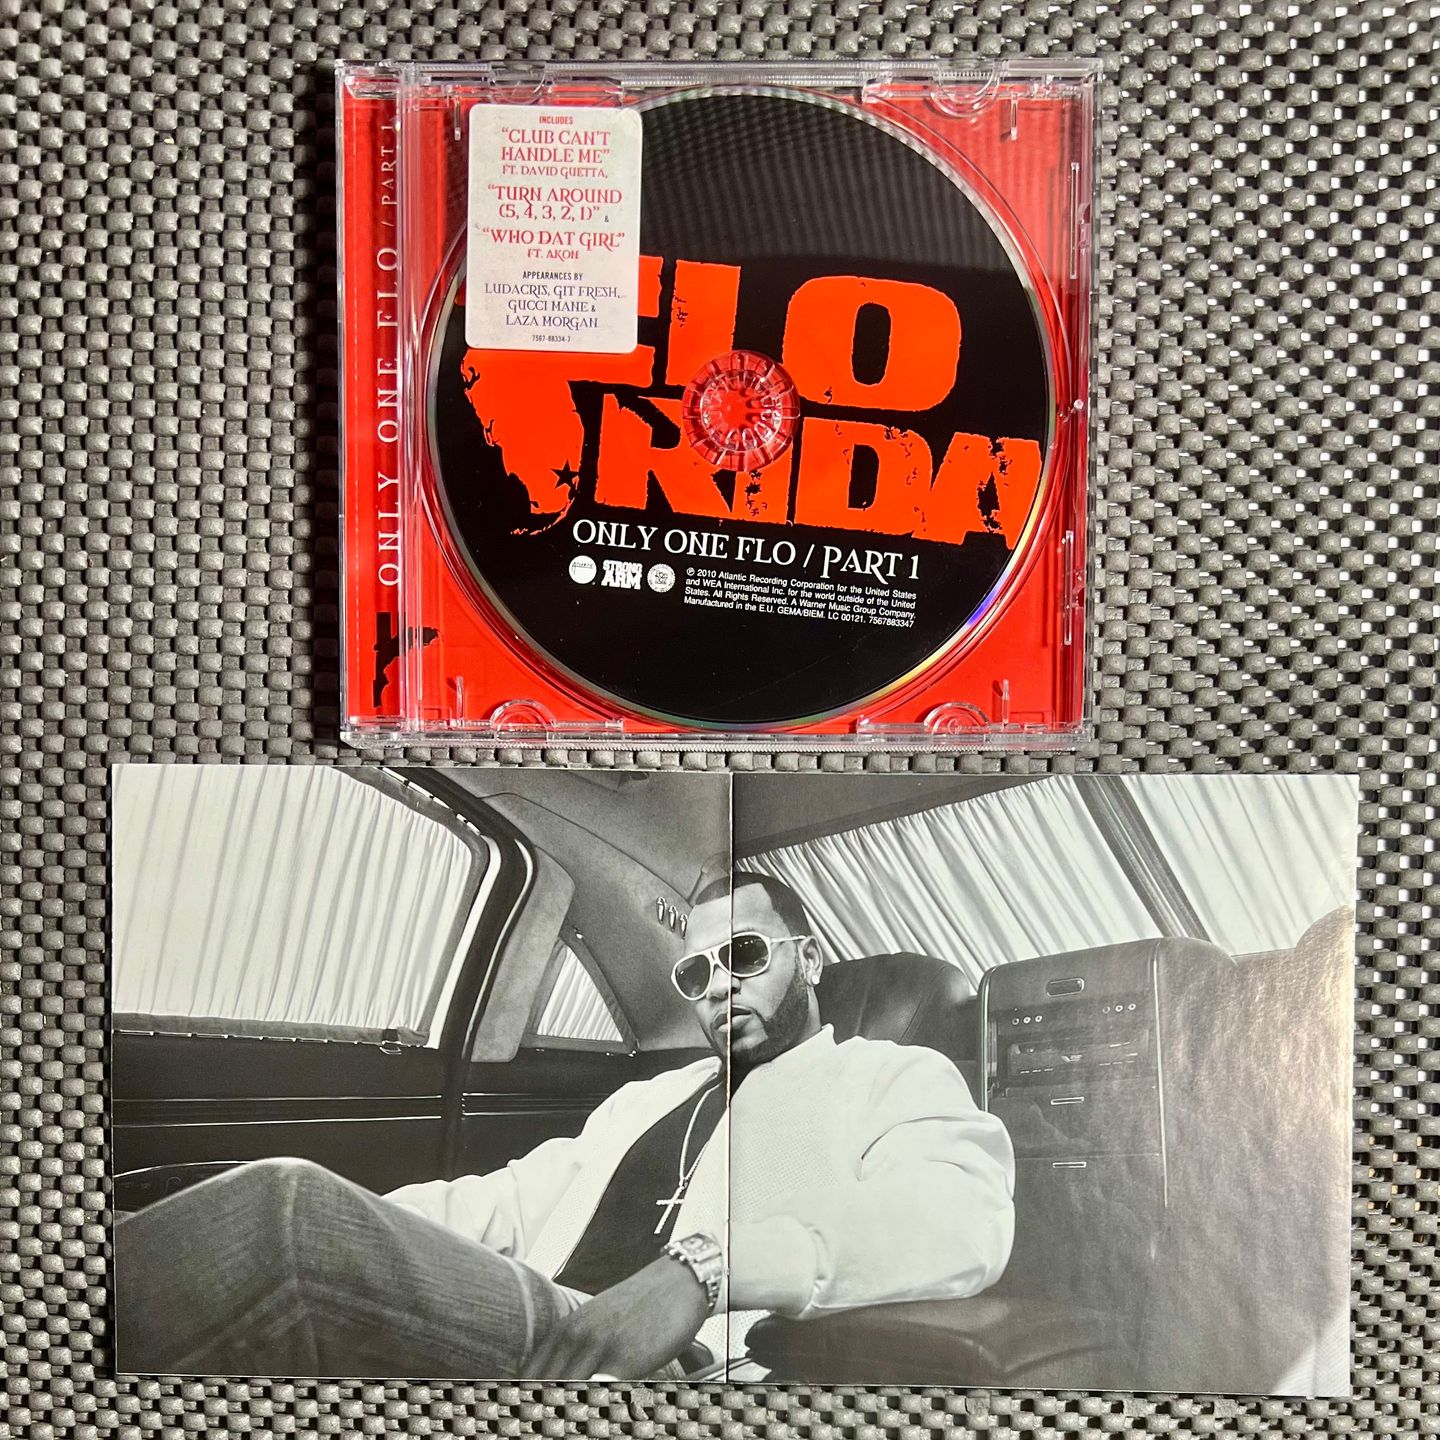 ONLY ONE FLO / PART 1
INCLUDES
"CLUB CAN'T
HANDLE ME"
FT. DAVID GUETTA,
"TURN AROUND
(5, 4, 3, 2, 1)" &
"WHO DAT GIRL"
FT. AKON
APPEARANCES BY
LUDACRIS, GIT FRESH,
GUCCI MANE &
LAZA MORGAN.
7567-88334-7
FLO
RIDA
ONLY ONE FLO / PART 1
ATLANTIC
STRONG
ARM
℗ 2010 Atlantic Recording Corporation for the United States
and WEA International Inc. for the world outside of the United
States. All Rights Reserved. A Warner Music Group Company.
Manufactured in the E.U. GEMA/BIEM. LC 00121. 7567883347